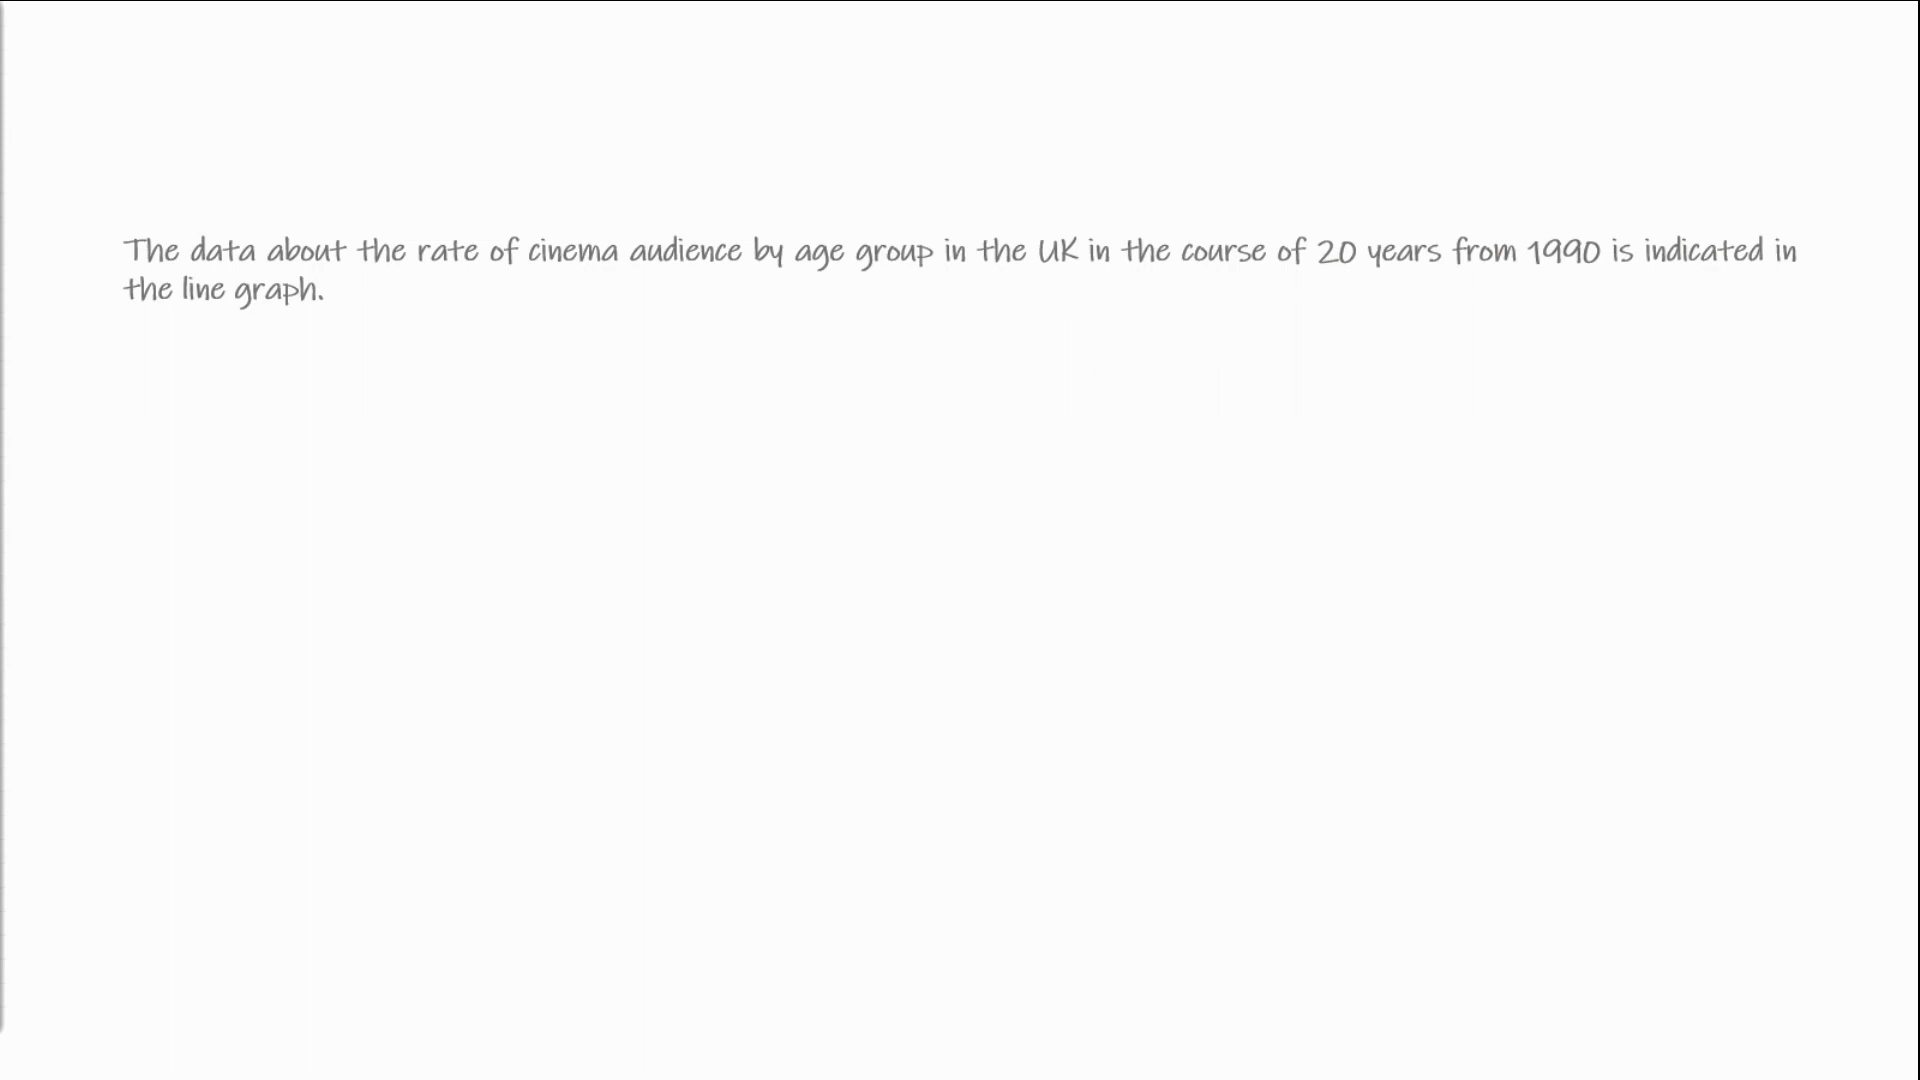 The data about the rate of cinema audience by age group in the UK in the course of 20 years from 1990 is indicated in
the line graph.